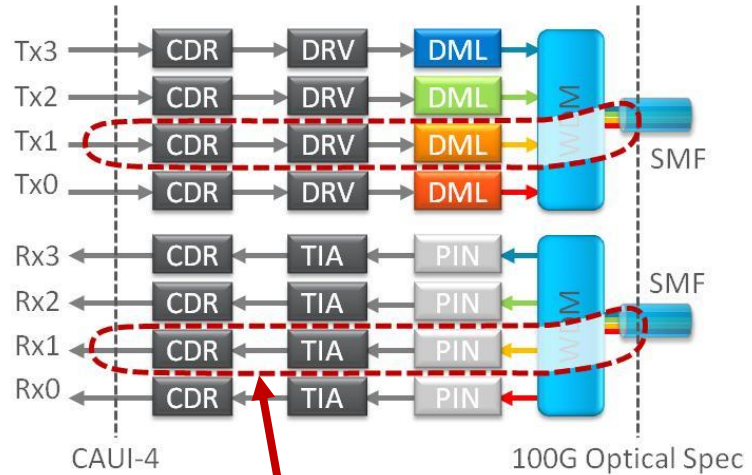 Tx3 CDR DRV DML
Tx2 CDR DRV DML
Tx1 CDR DRV DML
Tx0 CDR DRV DML
WDM
SMF
Rx3 CDR TIA PIN
Rx2 CDR TIA PIN
Rx1 CDR TIA PIN
Rx0 CDR TIA PIN
WDM
SMF
CAUI-4 100G Optical Spec